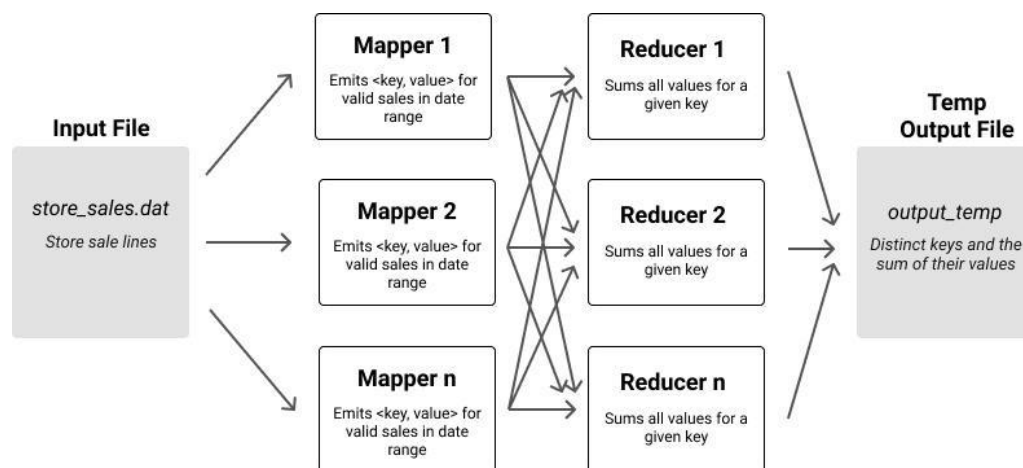 Input File
store_sales.dat
Store sale lines
Mapper 1
Emits <key, value> for
valid sales in date
range
Mapper 2
Emits <key, value> for
valid sales in date
range
Mapper n
Emits <key, value> for
valid sales in date
range
Reducer 1
Sums all values for a
given key
Reducer 2
Sums all values for a
given key
Reducer n
Sums all values for a
given key
Temp
Output File
output_temp
Distinct keys and the
sum of their values